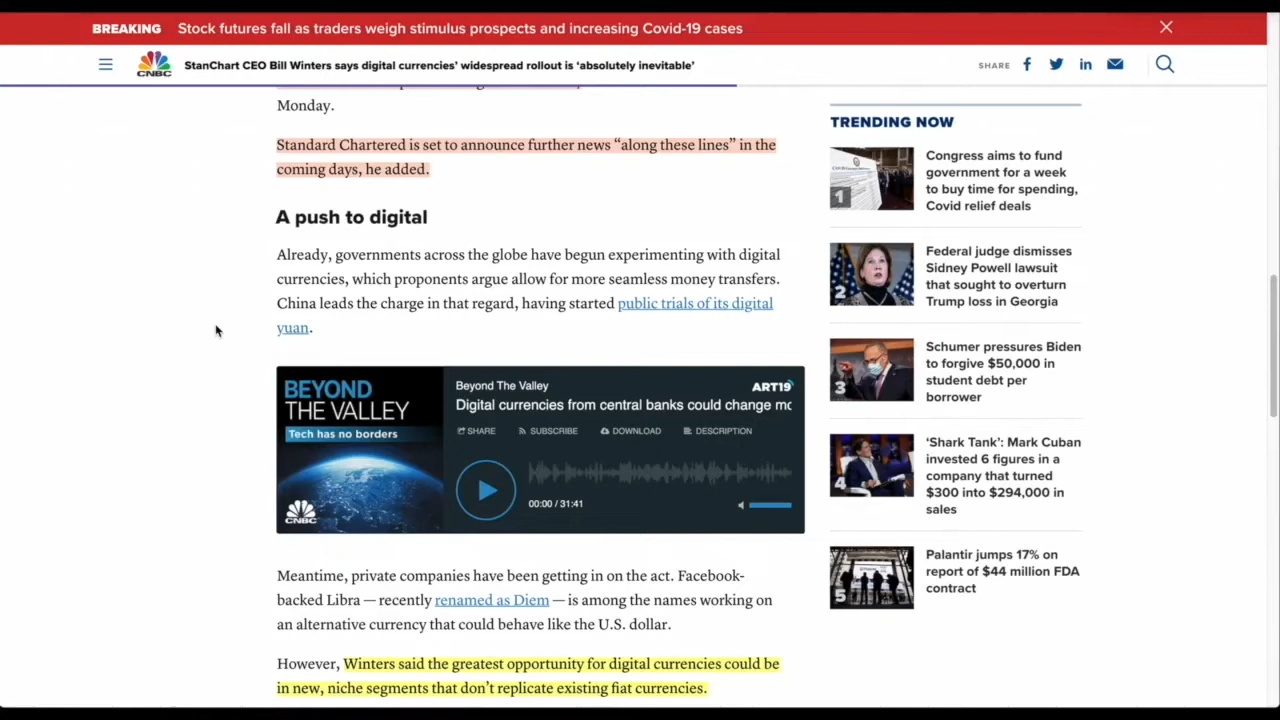 BREAKING Stock futures fall as traders weigh stimulus prospects and increasing Covid-19 cases
CNBC
StanChart CEO Bill Winters says digital currencies' widespread rollout is ‘absolutely inevitable’
SHARE
Monday.
Standard Chartered is set to announce further news “along these lines” in the
coming days, he added.
A push to digital
Already, governments across the globe have begun experimenting with digital
currencies, which proponents argue allow for more seamless money transfers.
China leads the charge in that regard, having started public trials of its digital
yuan.
BEYOND
THE VALLEY
Tech has no borders
CNBC
Beyond The Valley
ART19
Digital currencies from central banks could change mo
SHARE
SUBSCRIBE
DOWNLOAD
DESCRIPTION
00:00 / 31:41
Meantime, private companies have been getting in on the act. Facebook-
backed Libra — recently renamed as Diem — is among the names working on
an alternative currency that could behave like the U.S. dollar.
However, Winters said the greatest opportunity for digital currencies could be
in new, niche segments that don’t replicate existing fiat currencies.
TRENDING NOW
1
Congress aims to fund
government for a week
to buy time for spending,
Covid relief deals
2
Federal judge dismisses
Sidney Powell lawsuit
that sought to overturn
Trump loss in Georgia
3
Schumer pressures Biden
to forgive $50,000 in
student debt per
borrower
4
‘Shark Tank’: Mark Cuban
invested 6 figures in a
company that turned
$300 into $294,000 in
sales
5
Palantir jumps 17% on
report of $44 million FDA
contract